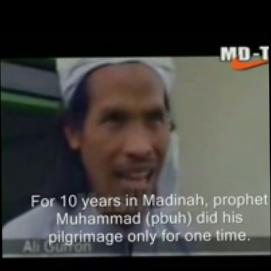 MD-T
For 10 years in Madinah, prophet
Muhammad (pbuh) did his
pilgrimage only for one time.
Ali Gufron